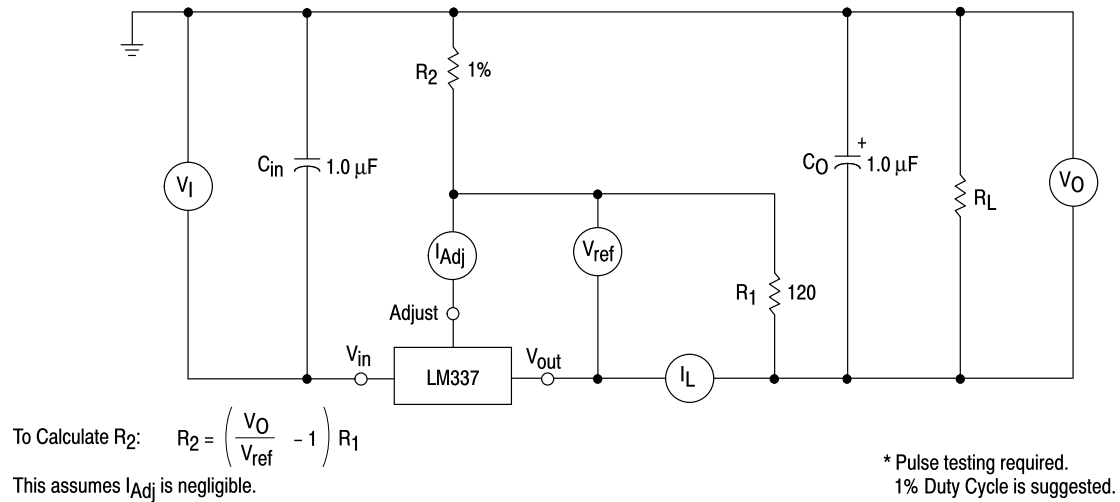 R2 1%
Cin 1.0 μF
CO + 1.0 μF
VI
RL
VO
IAdj
Vref
R1 120
Adjust
Vin
LM337
Vout
IL
To Calculate R2: R2 = ( VO / Vref – 1 ) R1
This assumes IAdj is negligible.
* Pulse testing required.
1% Duty Cycle is suggested.